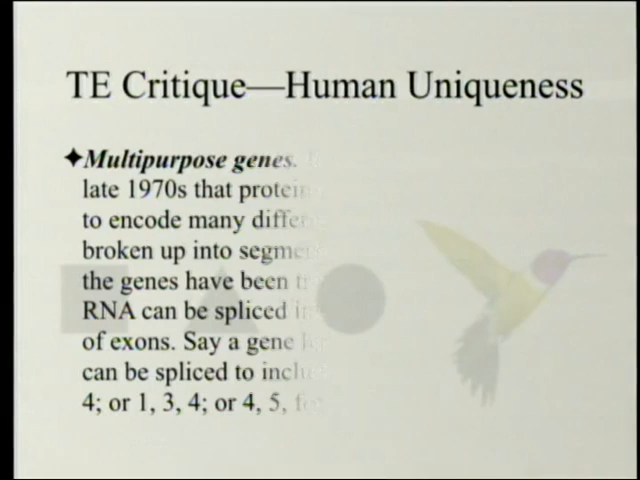 TE Critique—Human Uniqueness
✦Multipurpose genes.
late 1970s that
to encode many
broken up into
the genes have been
RNA can be spliced
of exons. Say a gene
can be spliced to
4; or 1, 3, 4; or 4, 5,